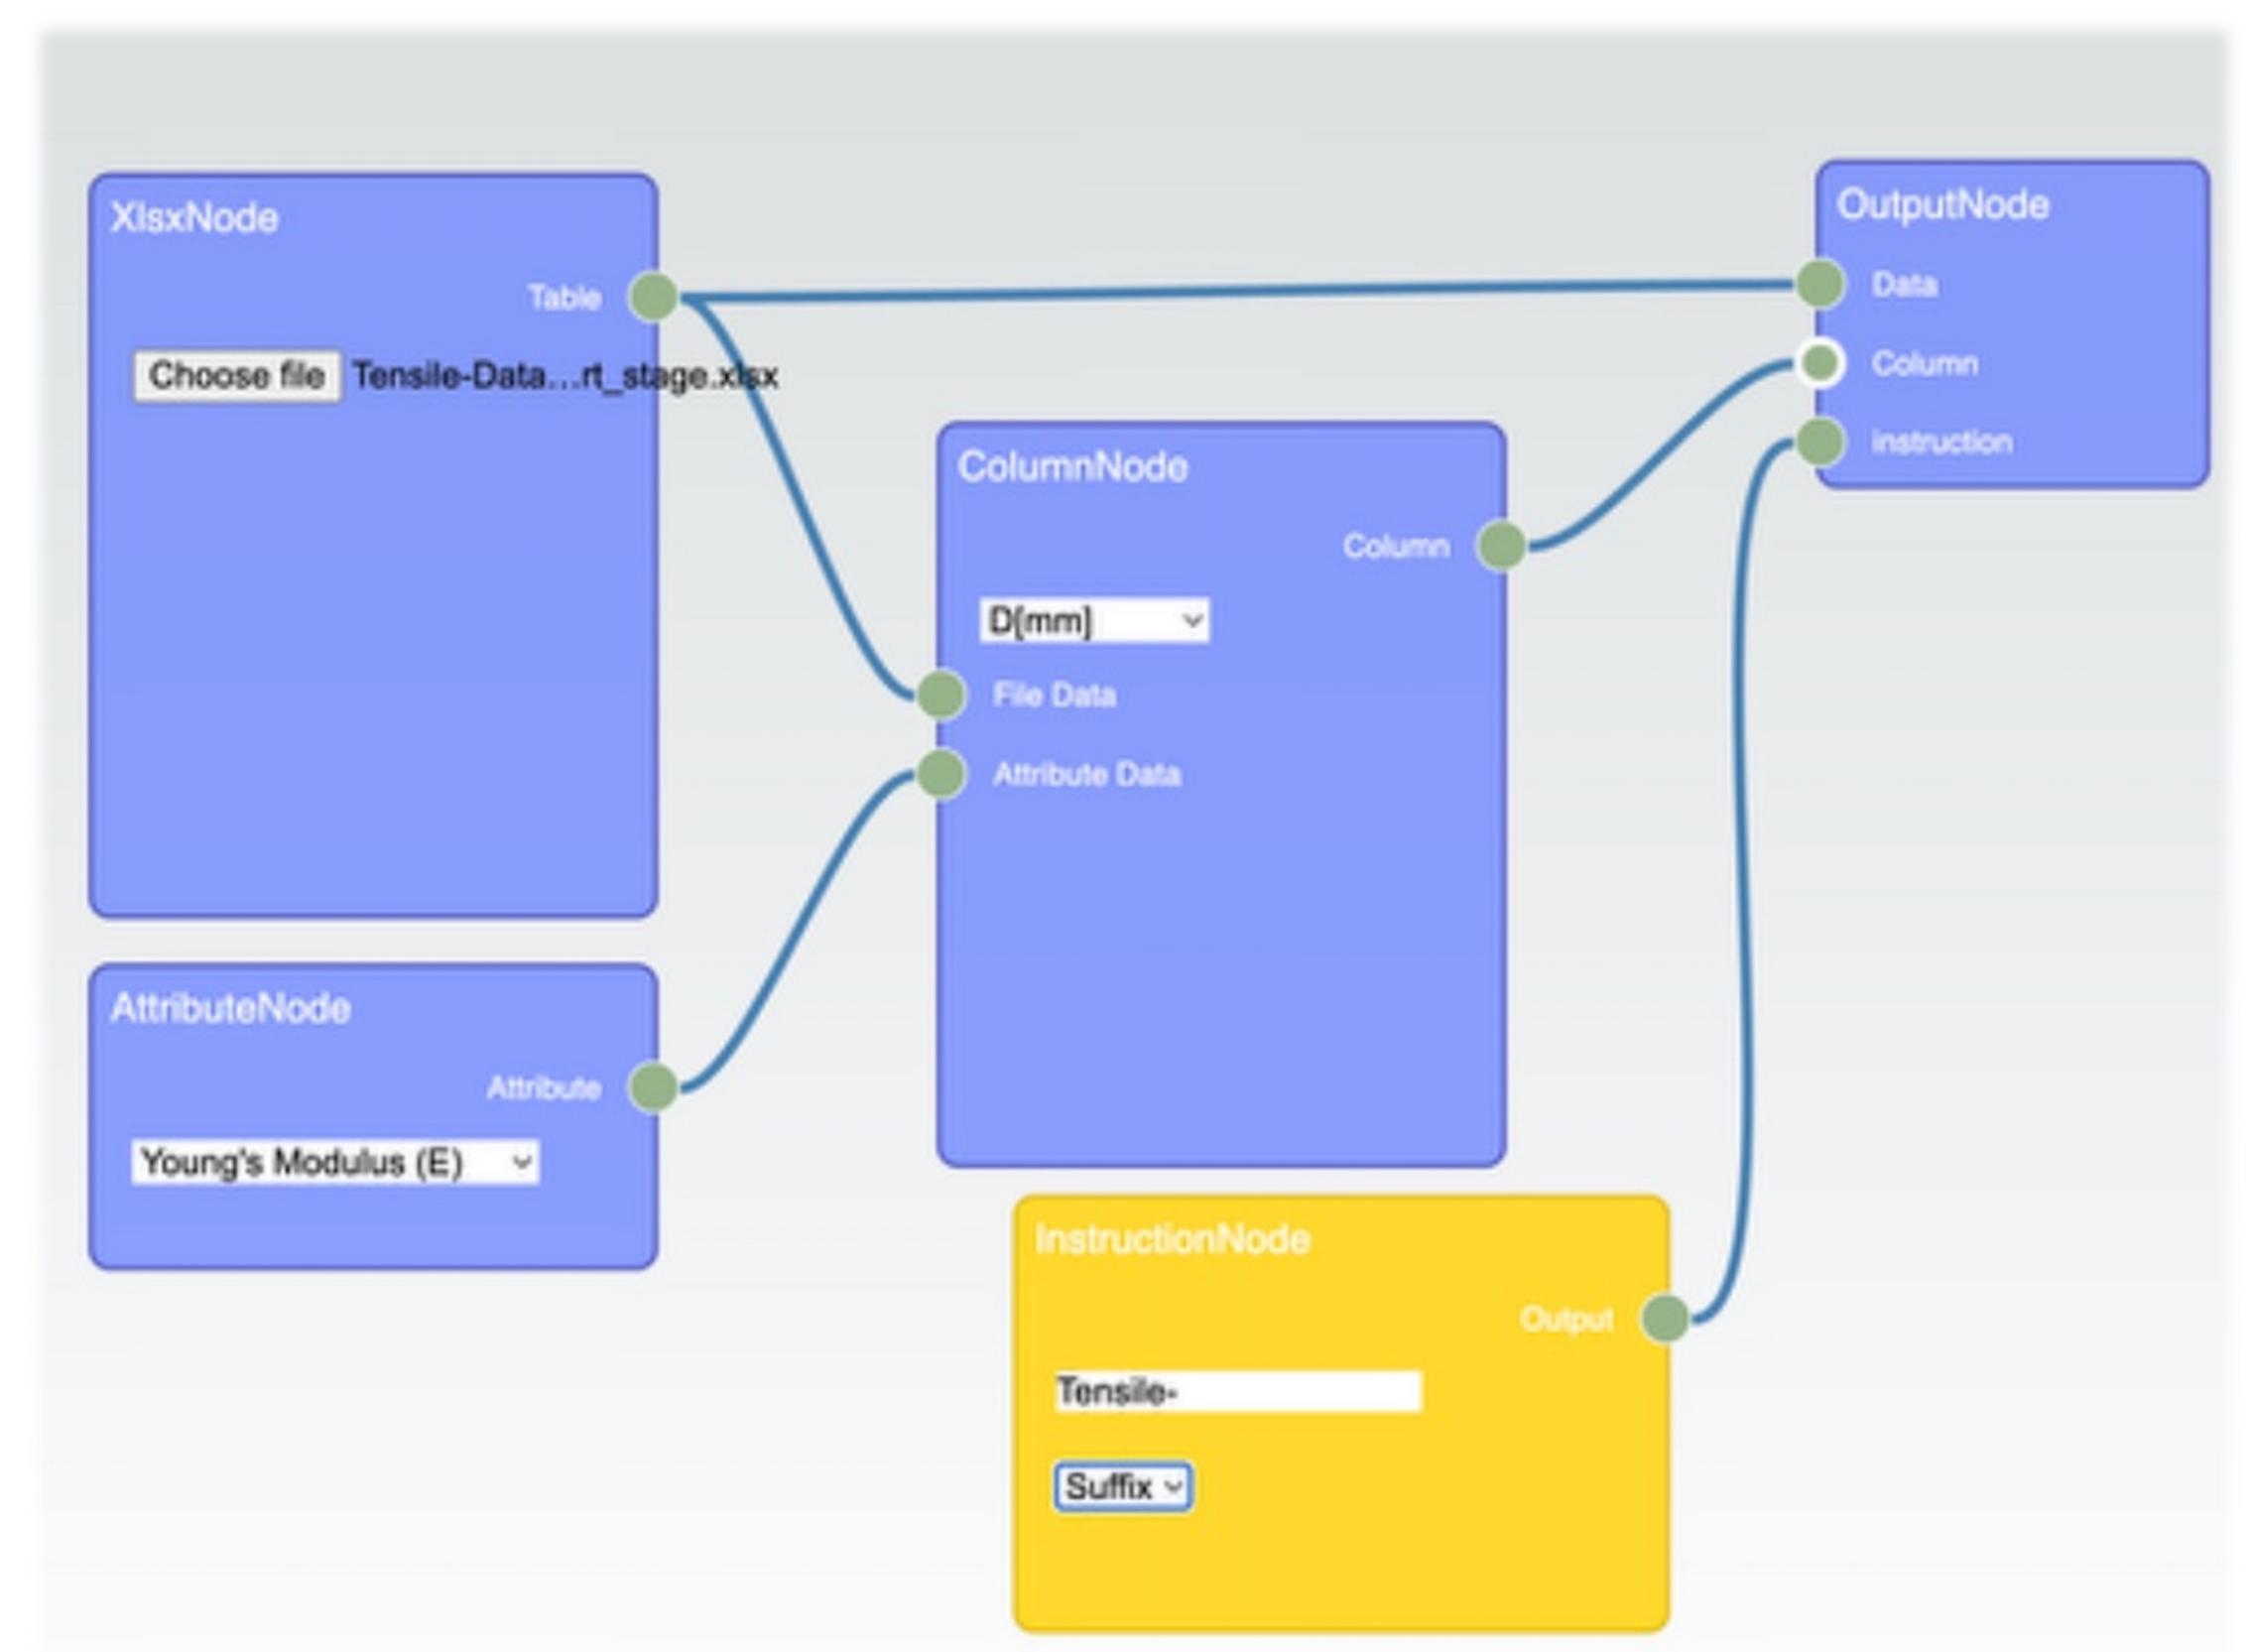 XlsxNode
Table
Choose file Tensile-Data...rt_stage.xlsx
AttributeNode
Attribute
Young's Modulus (E)
ColumnNode
Column
D[mm]
File Data
Attribute Data
InstructionNode
Output
Tensile-
Suffix
OutputNode
Data
Column
instruction